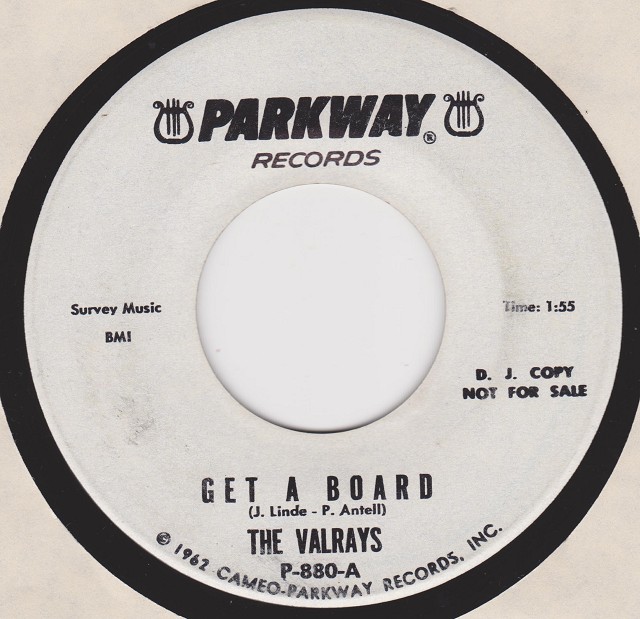 PARKWAY®
RECORDS
Survey Music
BMI
Time: 1:55
D. J. COPY
NOT FOR SALE
GET A BOARD
(J. Linde - P. Antell)
THE VALRAYS
P-880-A
© 1962 CAMEO-PARKWAY RECORDS, INC.